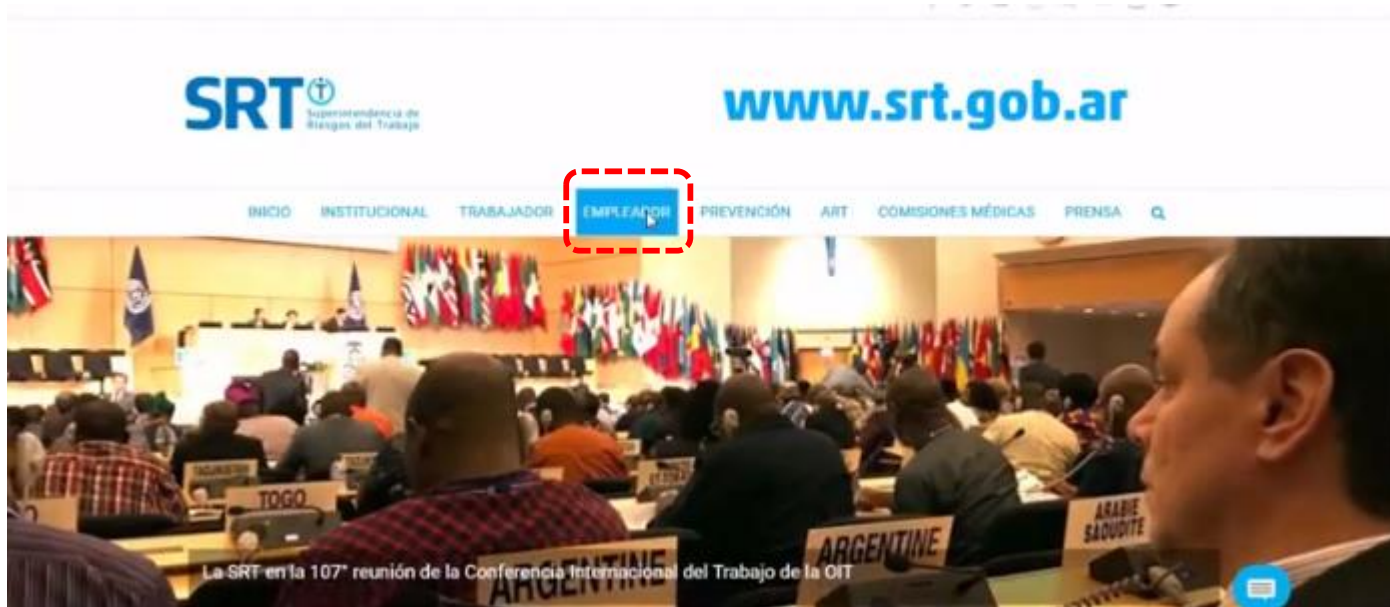 SRT
Superintendencia de
Riesgos del Trabajo
www.srt.gob.ar
INICIO INSTITUCIONAL TRABAJADOR EMPLEADOR PREVENCIÓN ART COMISIONES MÉDICAS PRENSA
TOGO
ARABIE
SAOUDITE
ARGENTINE
ARGENTINE
La SRT en la 107° reunión de la Conferencia Internacional del Trabajo de la OIT